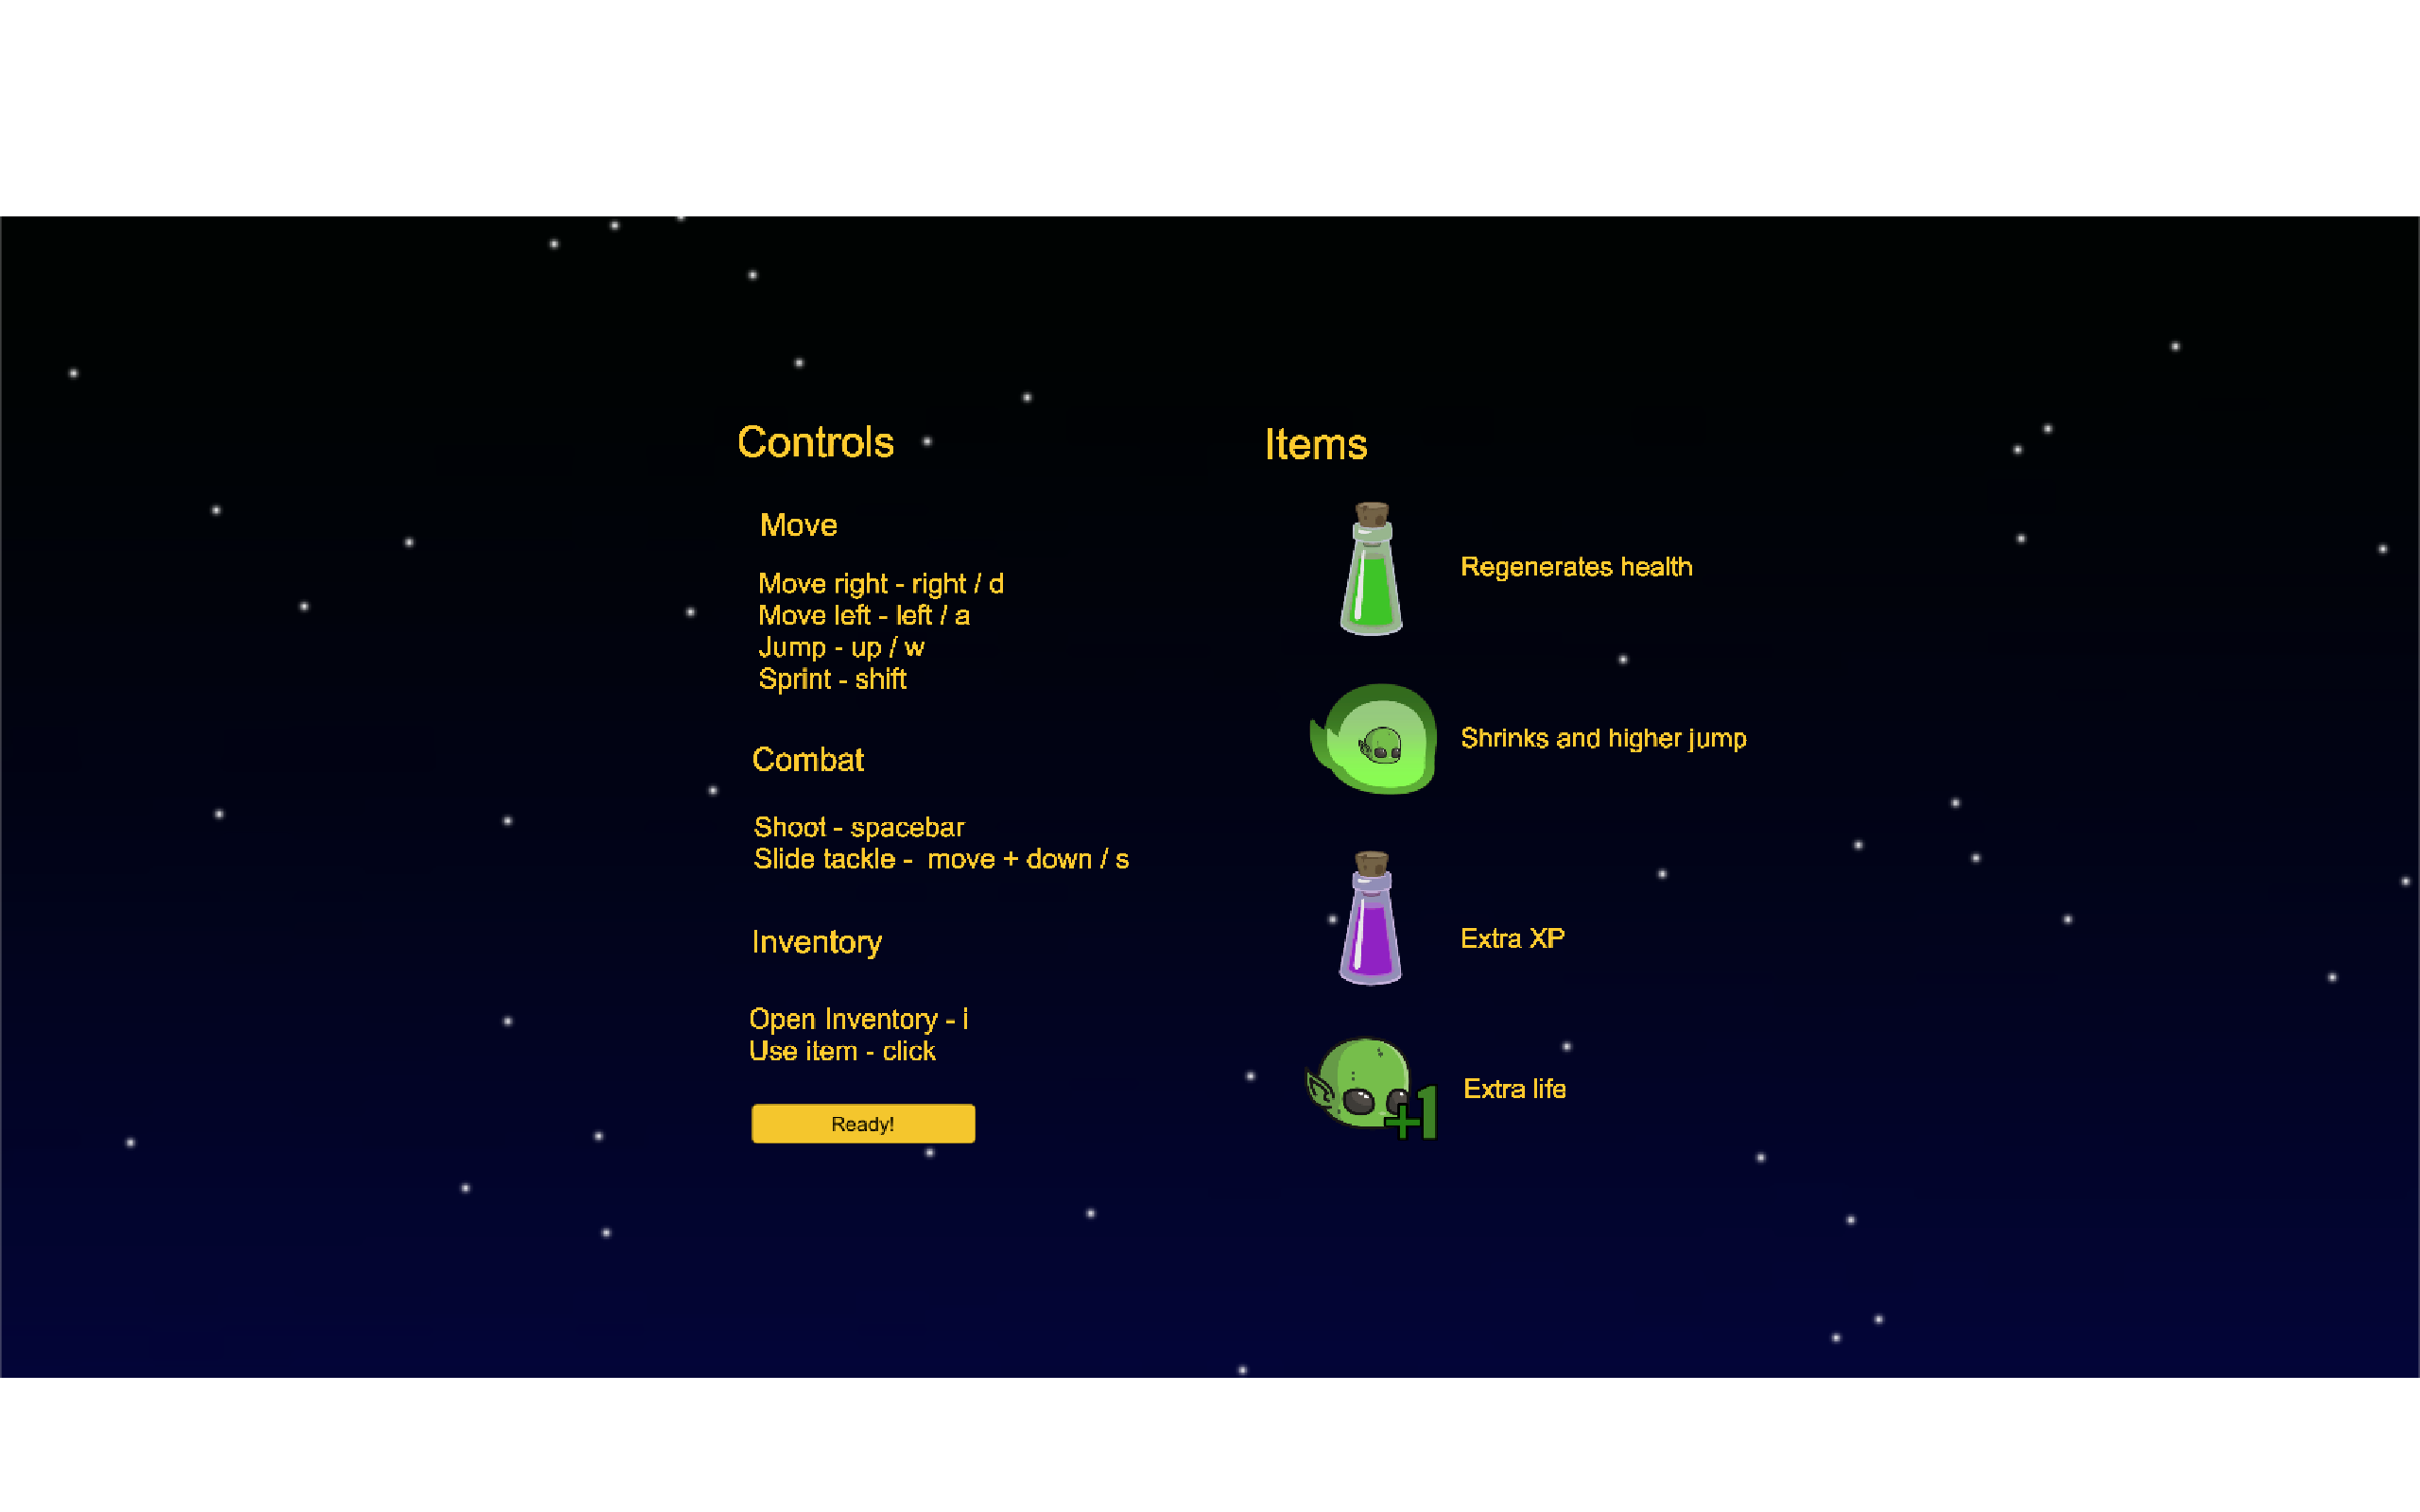 Controls
Move
Move right - right / d
Move left - left / a
Jump - up / w
Sprint - shift
Combat
Shoot - spacebar
Slide tackle -  move + down / s
Inventory
Open Inventory - i
Use item - click
Ready!
Items
Regenerates health
Shrinks and higher jump
Extra XP
+1
Extra life